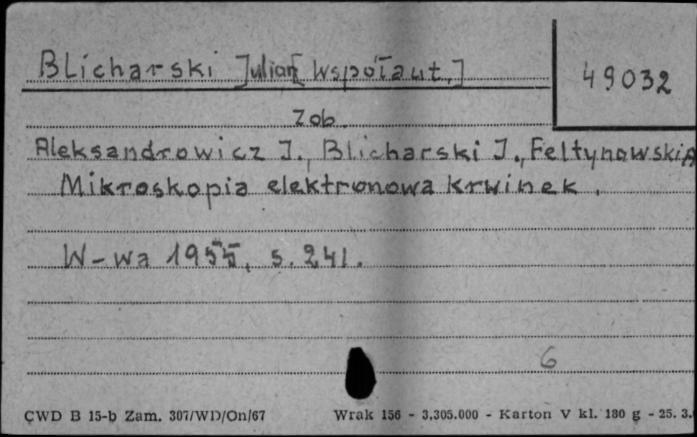 Blicharski Julian [współaut.]
49032
Zob.
Aleksandrowicz J., Blicharski J., Feltynowski A
Mikroskopia elektronowa krwinek.
W-wa 1955, s. 241.
6
CWD B 15-b Zam. 307/WD/On/67 Wrak 156 - 3.305.000 - Karton V kl. 180 g - 25. 3.